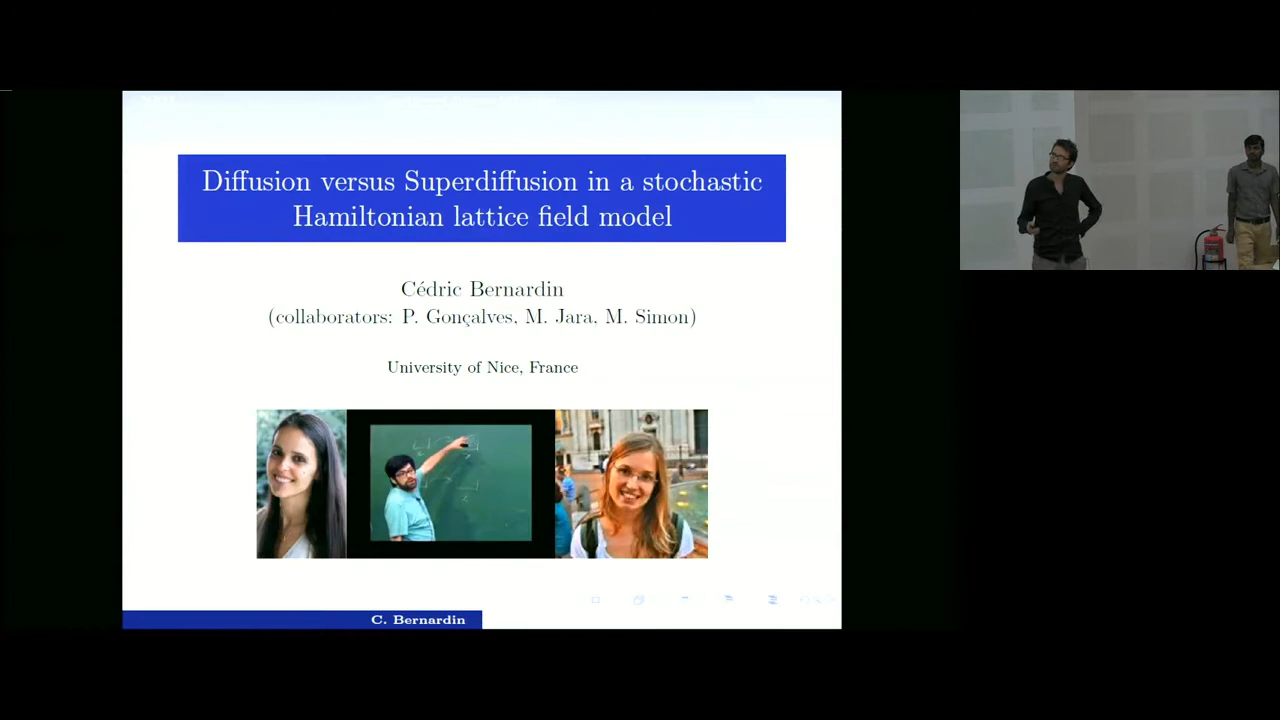 Diffusion versus Superdiffusion in a stochastic
Hamiltonian lattice field model
Cédric Bernardin
(collaborators: P. Gonçalves, M. Jara, M. Simon)
University of Nice, France
C. Bernardin